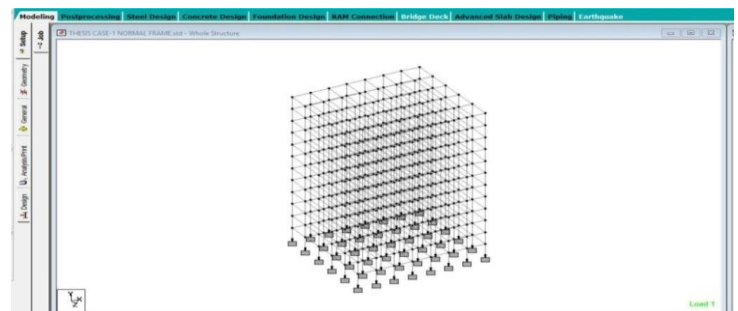 Modeling Postprocessing Steel Design Concrete Design Foundation Design RAM Connection Bridge Deck Advanced Slab Design Piping Earthquake
THESIS CASE-1 NORMAL FRAME.std - Whole Structure
Setup
Job
Geometry
General
Analysis/Print
Design
Y
X
Z
Load 1